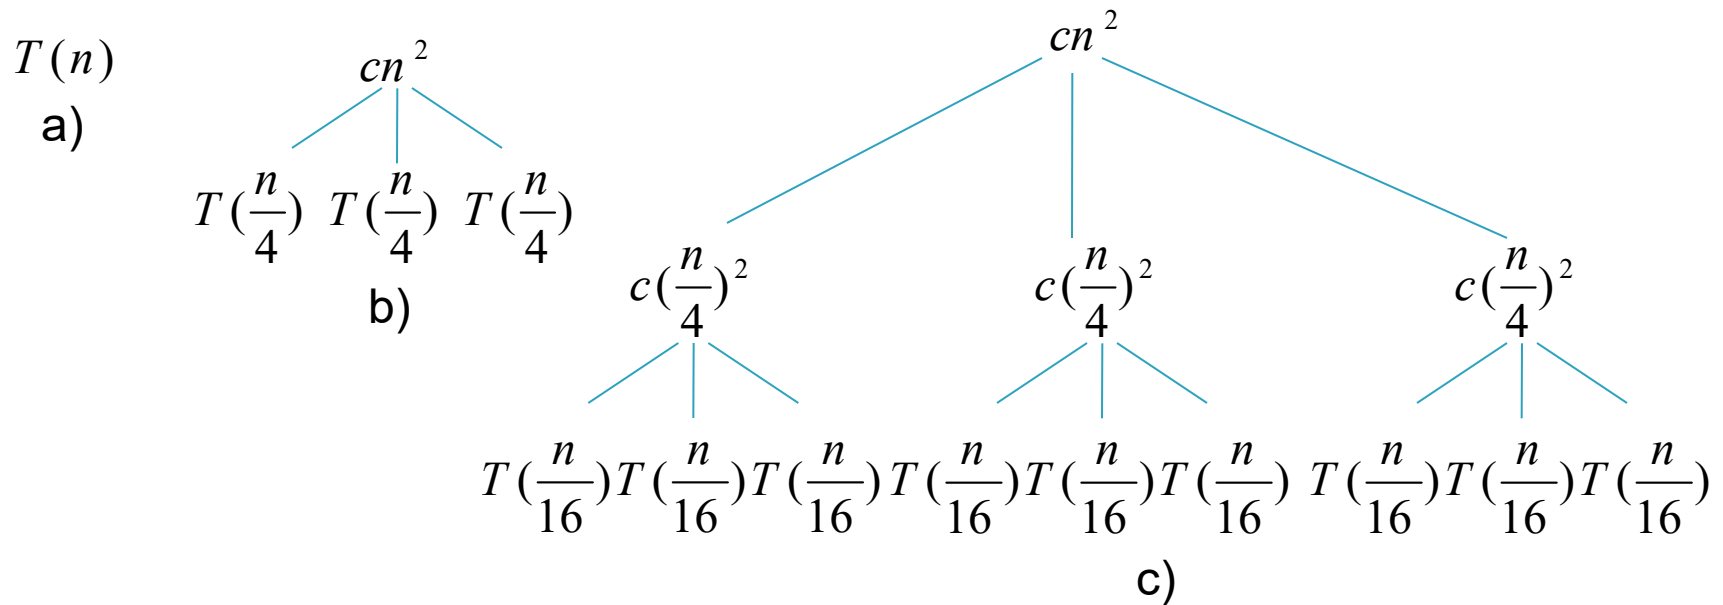 T(n)
a)
cn²
T(n/4) T(n/4) T(n/4)
b)
cn²
c(n/4)² c(n/4)² c(n/4)²
T(n/16) T(n/16) T(n/16) T(n/16) T(n/16) T(n/16) T(n/16) T(n/16) T(n/16)
c)